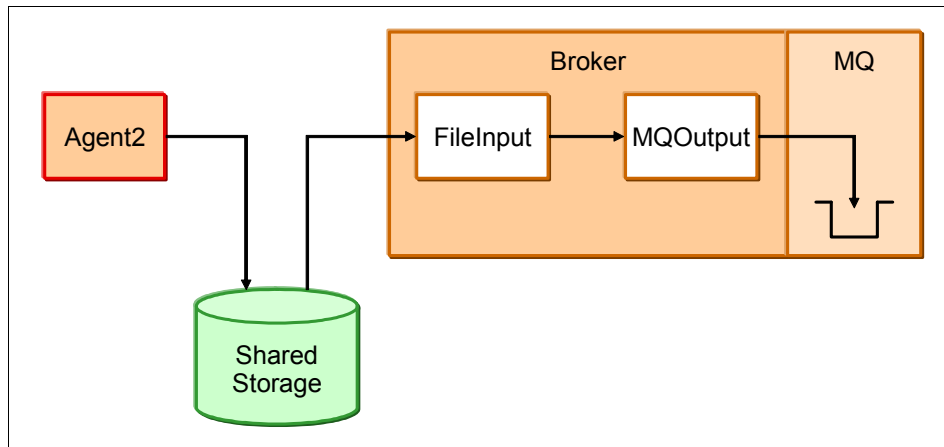 Broker
MQ
Agent2
FileInput
MQOutput
Shared
Storage